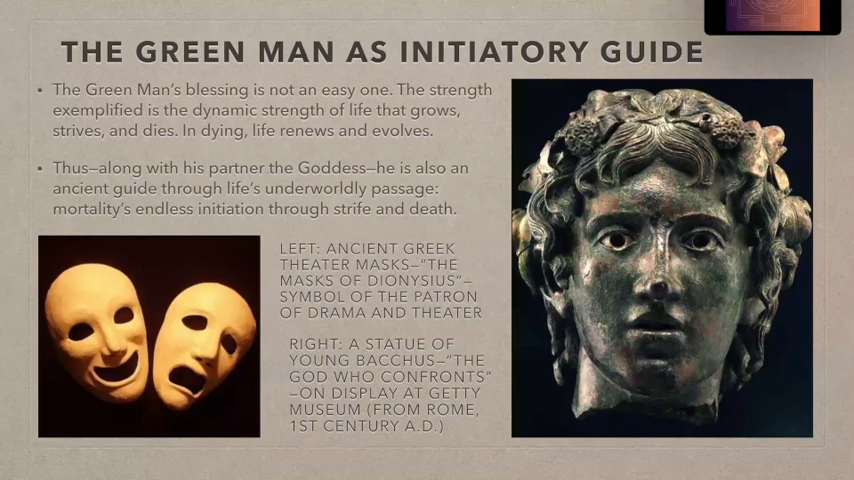 THE GREEN MAN AS INITIATORY GUIDE
• The Green Man's blessing is not an easy one. The strength
exemplified is the dynamic strength of life that grows,
strives, and dies. In dying, life renews and evolves.
• Thus—along with his partner the Goddess—he is also an
ancient guide through life's underworldly passage:
mortality's endless initiation through strife and death.
LEFT: ANCIENT GREEK
THEATER MASKS—"THE
MASKS OF DIONYSIUS"—
SYMBOL OF THE PATRON
OF DRAMA AND THEATER
RIGHT: A STATUE OF
YOUNG BACCHUS—"THE
GOD WHO CONFRONTS"
—ON DISPLAY AT GETTY
MUSEUM (FROM ROME,
1ST CENTURY A.D.)